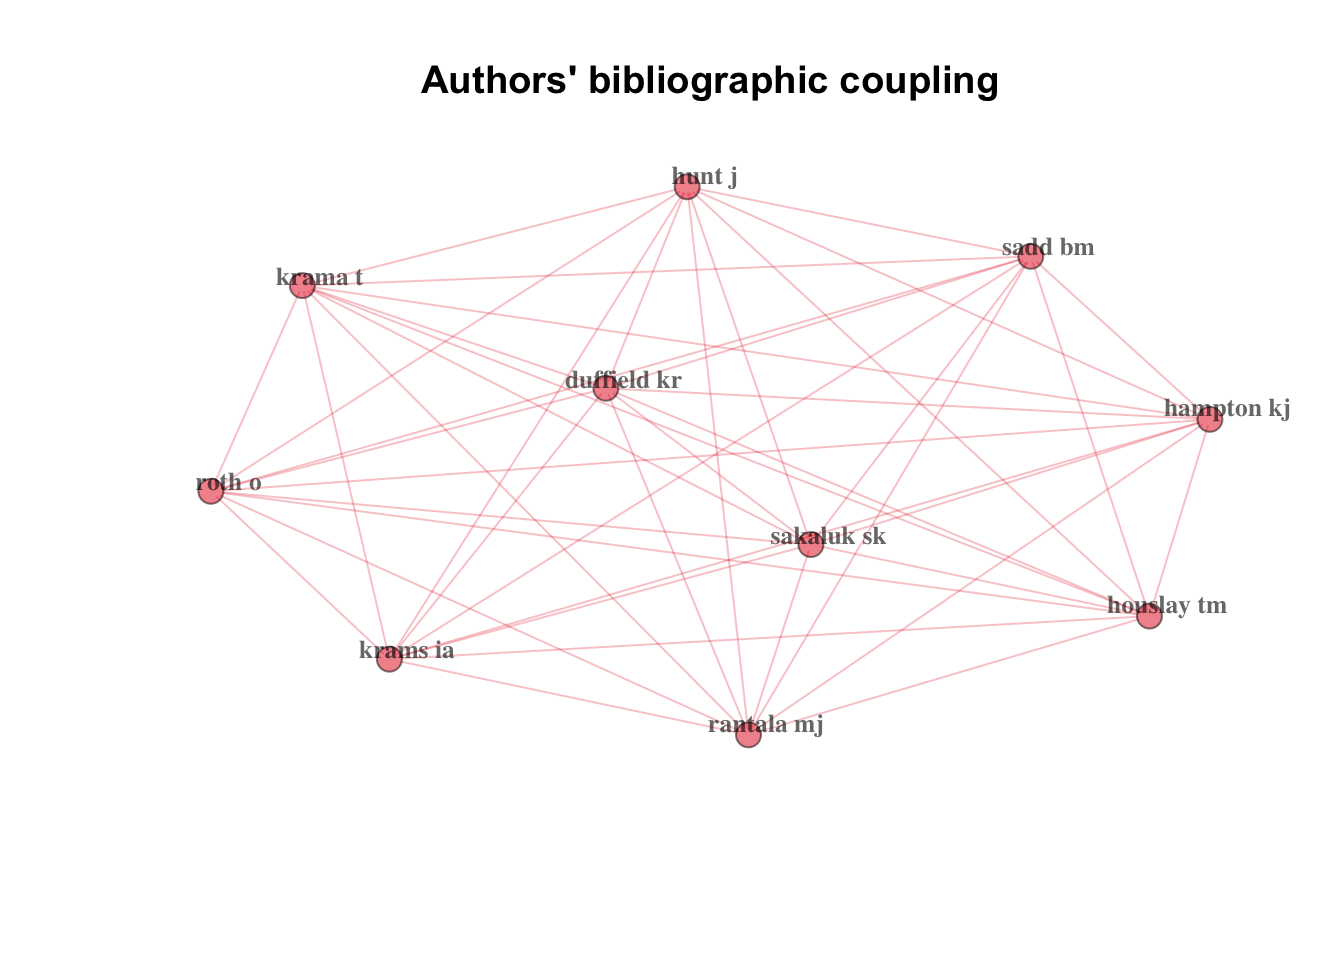 Authors' bibliographic coupling
hunt j
sadd bm
krama t
duffield kr
hampton kj
roth o
sakaluk sk
houslay tm
krams ia
rantala mj